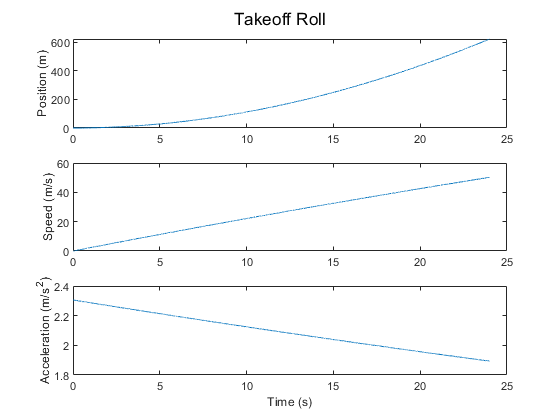 Takeoff Roll
Position (m)
600
400
200
0
0 5 10 15 20 25
Speed (m/s)
60
40
20
0
0 5 10 15 20 25
Acceleration (m/s²)
2.4
2.2
2
1.8
0 5 10 15 20 25
Time (s)